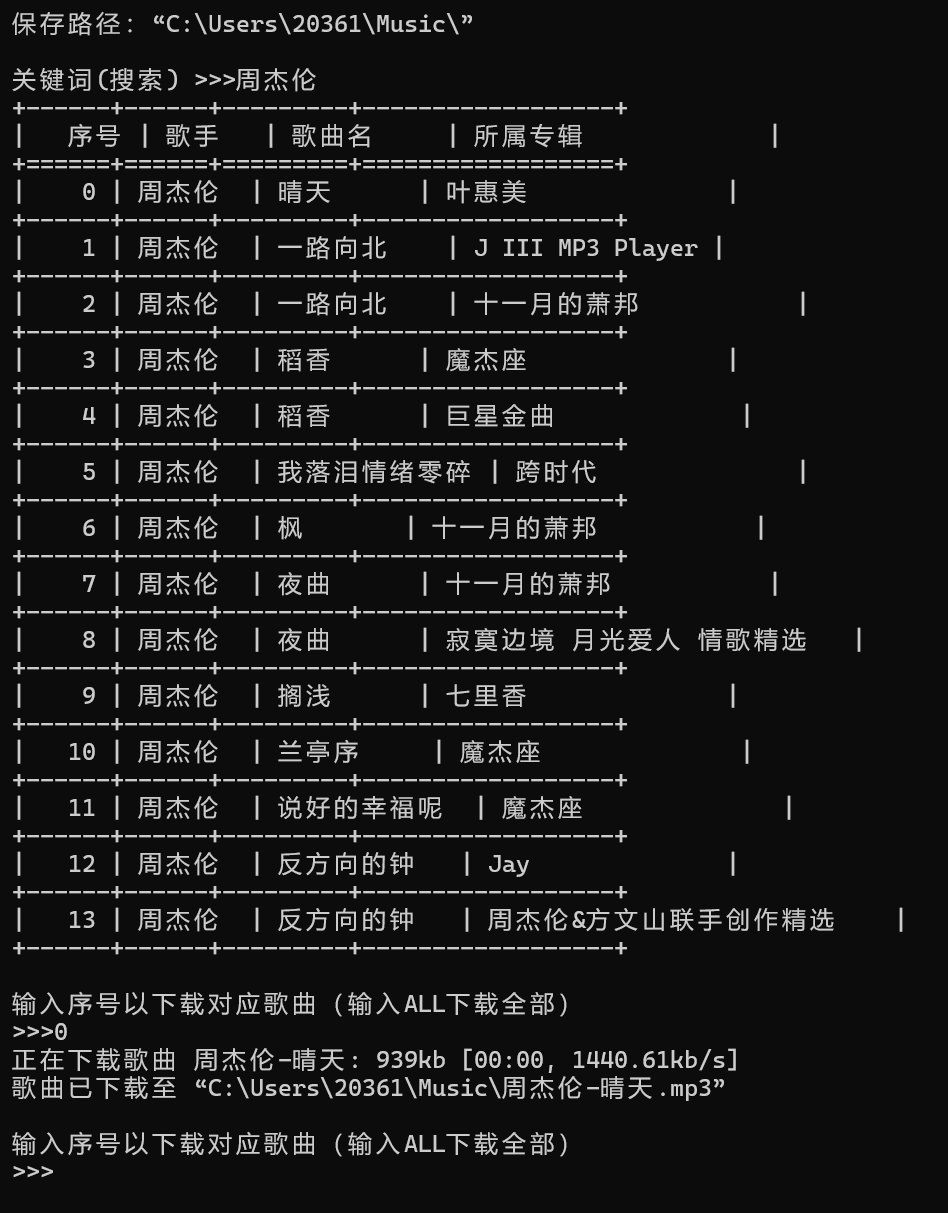 保存路径: “C:\Users\20361\Music\”
关键词(搜索) >>>周杰伦
+------+------+---------+------------------+
|   序号 | 歌手   | 歌曲名     | 所属专辑             |
+======+======+=========+==================+
|    0 | 周杰伦  | 晴天      | 叶惠美              |
+------+------+---------+------------------+
|    1 | 周杰伦  | 一路向北    | J III MP3 Player |
+------+------+---------+------------------+
|    2 | 周杰伦  | 一路向北    | 十一月的萧邦           |
+------+------+---------+------------------+
|    3 | 周杰伦  | 稻香      | 魔杰座              |
+------+------+---------+------------------+
|    4 | 周杰伦  | 稻香      | 巨星金曲             |
+------+------+---------+------------------+
|    5 | 周杰伦  | 我落泪情绪零碎 | 跨时代              |
+------+------+---------+------------------+
|    6 | 周杰伦  | 枫       | 十一月的萧邦           |
+------+------+---------+------------------+
|    7 | 周杰伦  | 夜曲      | 十一月的萧邦           |
+------+------+---------+------------------+
|    8 | 周杰伦  | 夜曲      | 寂寞边境 月光爱人 情歌精选   |
+------+------+---------+------------------+
|    9 | 周杰伦  | 搁浅      | 七里香              |
+------+------+---------+------------------+
|   10 | 周杰伦  | 兰亭序     | 魔杰座              |
+------+------+---------+------------------+
|   11 | 周杰伦  | 说好的幸福呢  | 魔杰座              |
+------+------+---------+------------------+
|   12 | 周杰伦  | 反方向的钟   | Jay              |
+------+------+---------+------------------+
|   13 | 周杰伦  | 反方向的钟   | 周杰伦&方文山联手创作精选    |
+------+------+---------+------------------+
输入序号以下载对应歌曲 (输入ALL下载全部)
>>>0
正在下载歌曲 周杰伦-晴天: 939kb [00:00, 1440.61kb/s]
歌曲已下载至 “C:\Users\20361\Music\周杰伦-晴天.mp3”
输入序号以下载对应歌曲 (输入ALL下载全部)
>>>